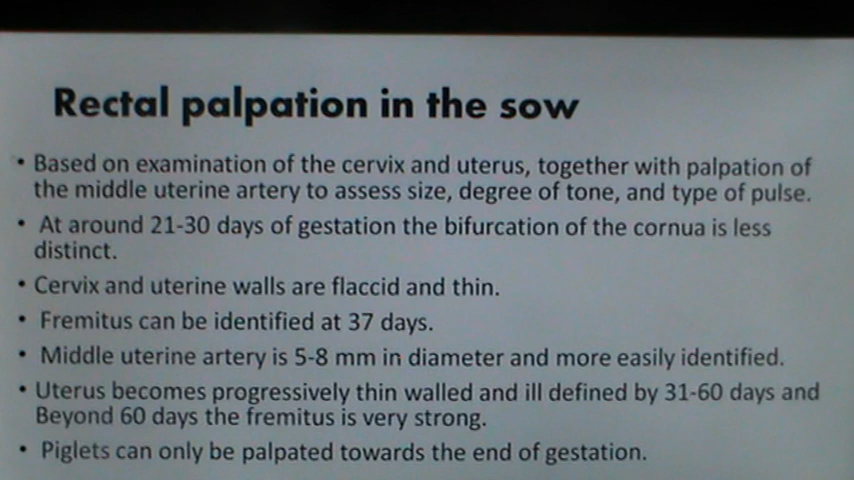 Rectal palpation in the sow
• Based on examination of the cervix and uterus, together with palpation of
the middle uterine artery to assess size, degree of tone, and type of pulse.
• At around 21-30 days of gestation the bifurcation of the cornua is less
distinct.
• Cervix and uterine walls are flaccid and thin.
• Fremitus can be identified at 37 days.
• Middle uterine artery is 5-8 mm in diameter and more easily identified.
• Uterus becomes progressively thin walled and ill defined by 31-60 days and
Beyond 60 days the fremitus is very strong.
• Piglets can only be palpated towards the end of gestation.